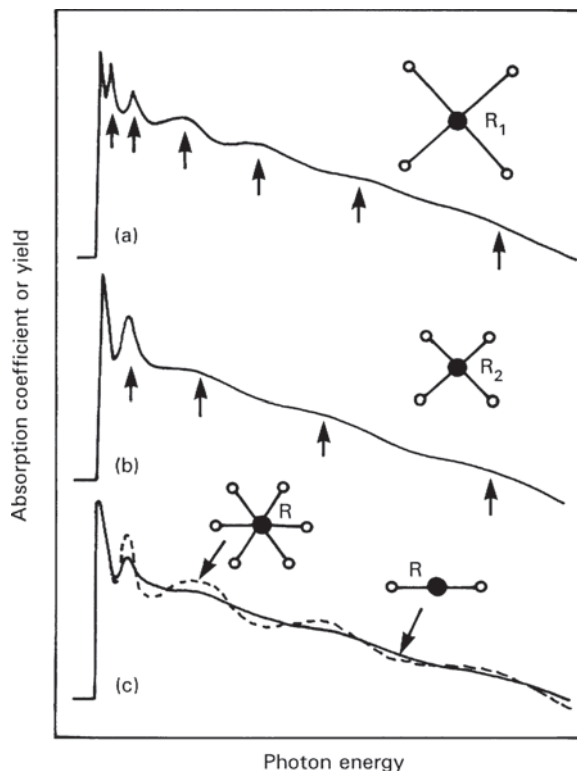 R₁
(a)
R₂
(b)
R
R
(c)
Absorption coefficient or yield
Photon energy